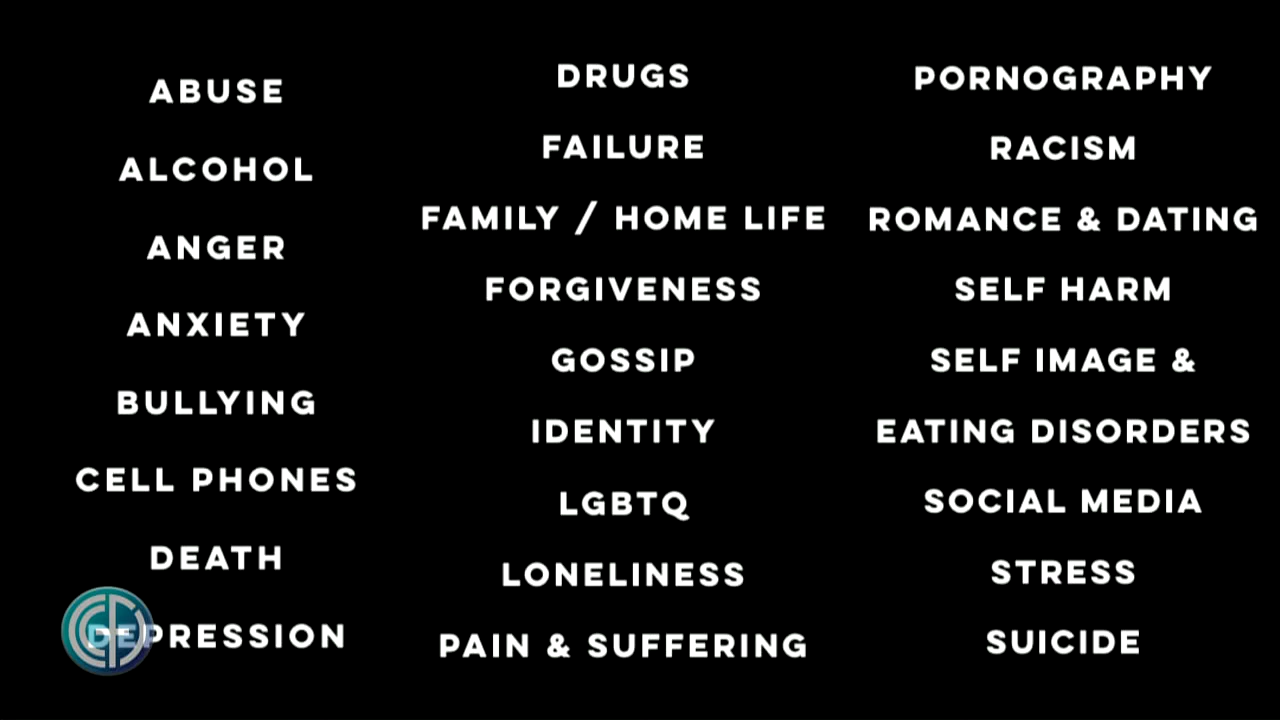 ABUSE
ALCOHOL
ANGER
ANXIETY
BULLYING
CELL PHONES
DEATH
DEPRESSION
DRUGS
FAILURE
FAMILY / HOME LIFE
FORGIVENESS
GOSSIP
IDENTITY
LGBTQ
LONELINESS
PAIN & SUFFERING
PORNOGRAPHY
RACISM
ROMANCE & DATING
SELF HARM
SELF IMAGE &
EATING DISORDERS
SOCIAL MEDIA
STRESS
SUICIDE